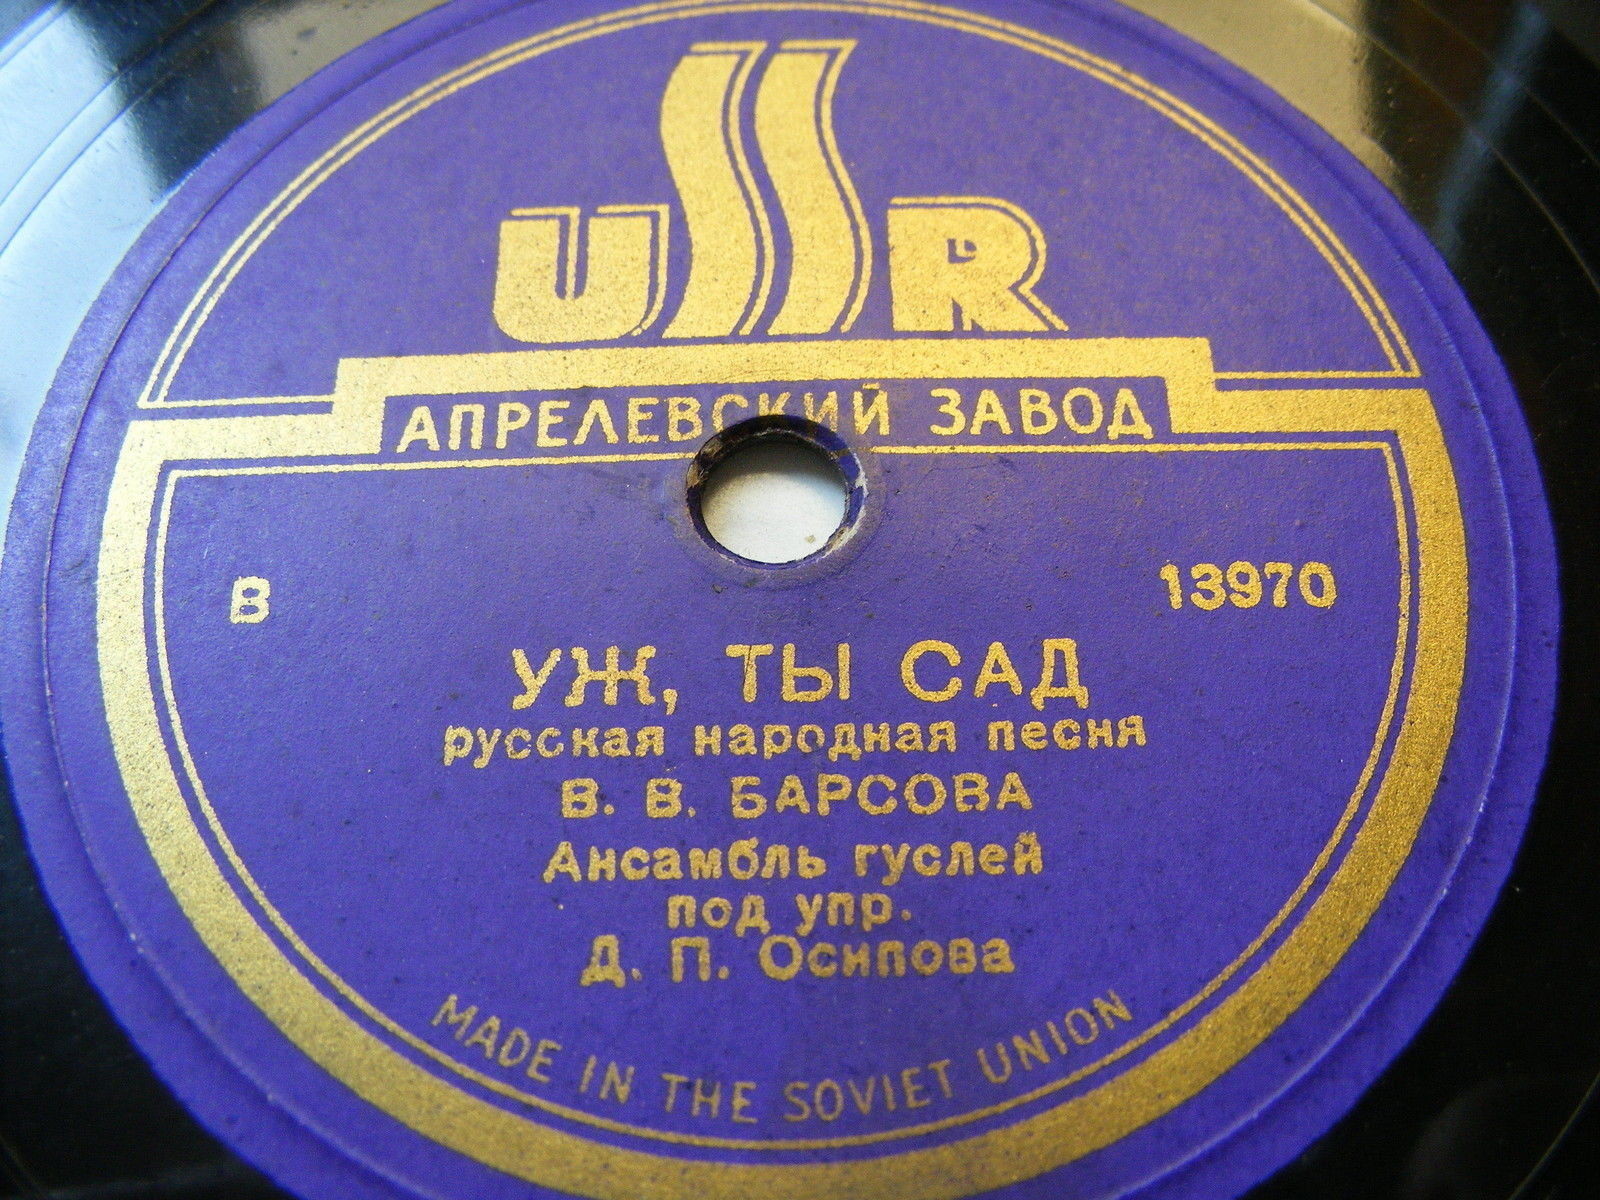 USSR
АПРЕЛЕВСКИЙ ЗАВОД
В 13970
УЖ, ТЫ САД
русская народная песня
В. В. БАРСОВА
Ансамбль гуслей
под упр.
Д. П. Осипова
MADE IN THE SOVIET UNION